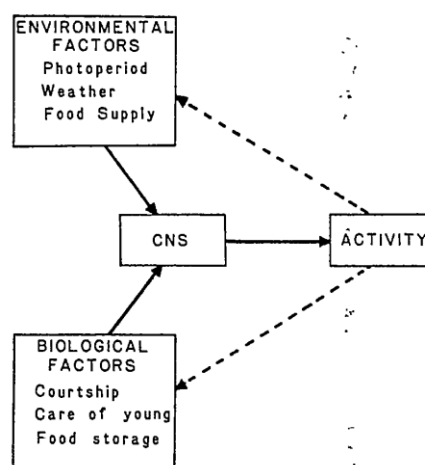 ENVIRONMENTAL
FACTORS
Photoperiod
Weather
Food Supply
CNS
ACTIVITY
BIOLOGICAL
FACTORS
Courtship
Care of young
Food storage